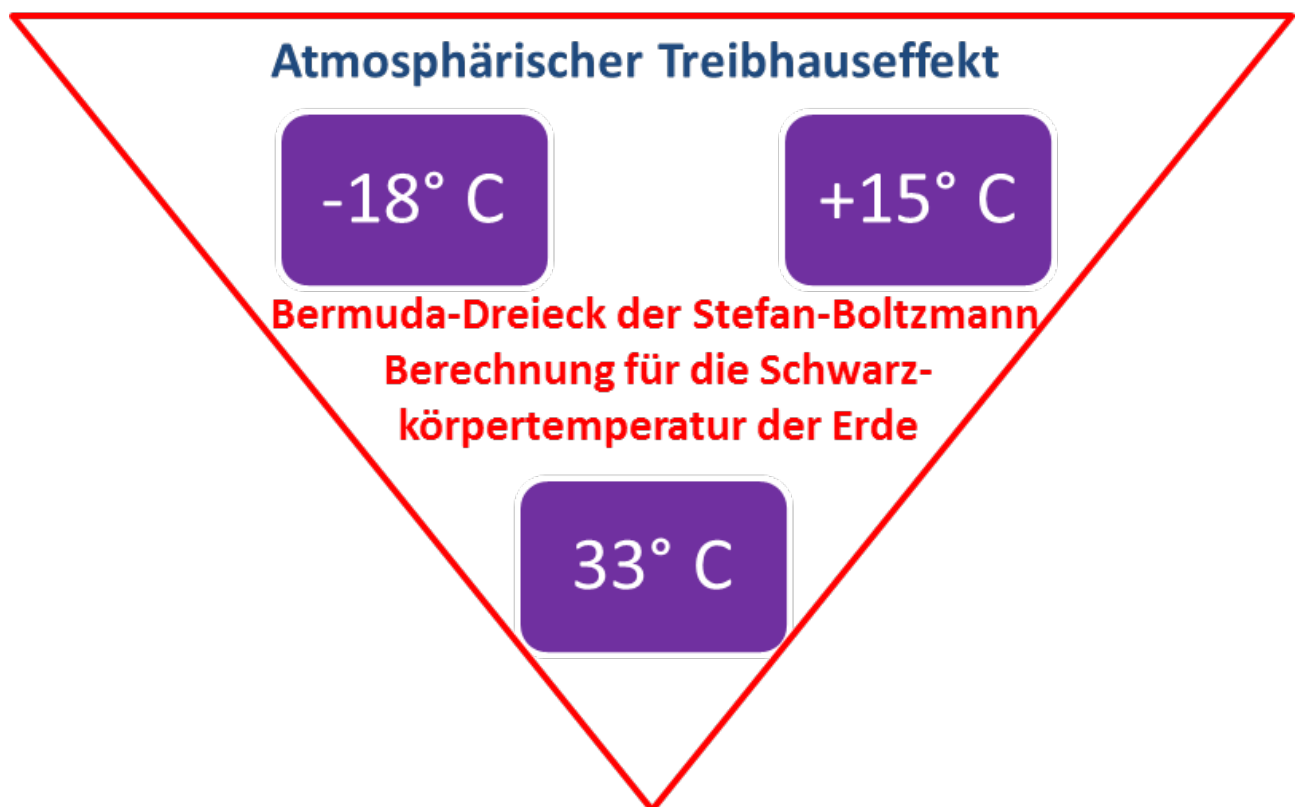 Atmosphärischer Treibhauseffekt
-18° C
+15° C
Bermuda-Dreieck der Stefan-Boltzmann
Berechnung für die Schwarz-
körpertemperatur der Erde
33° C